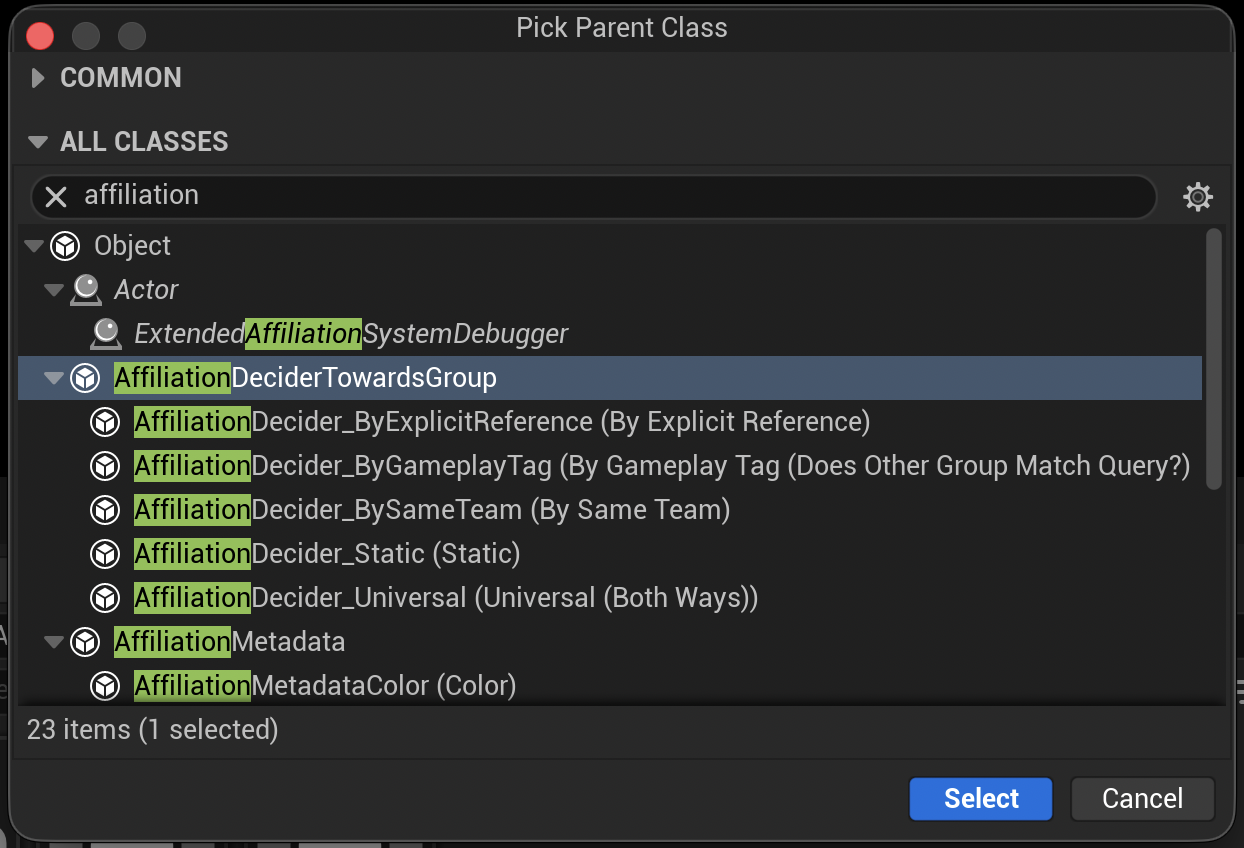 Pick Parent Class
COMMON
ALL CLASSES
affiliation
Object
Actor
ExtendedAffiliationSystemDebugger
AffiliationDeciderTowardsGroup
AffiliationDecider_ByExplicitReference (By Explicit Reference)
AffiliationDecider_ByGameplayTag (By Gameplay Tag (Does Other Group Match Query?)
AffiliationDecider_BySameTeam (By Same Team)
AffiliationDecider_Static (Static)
AffiliationDecider_Universal (Universal (Both Ways))
AffiliationMetadata
AffiliationMetadataColor (Color)
23 items (1 selected)
Select Cancel